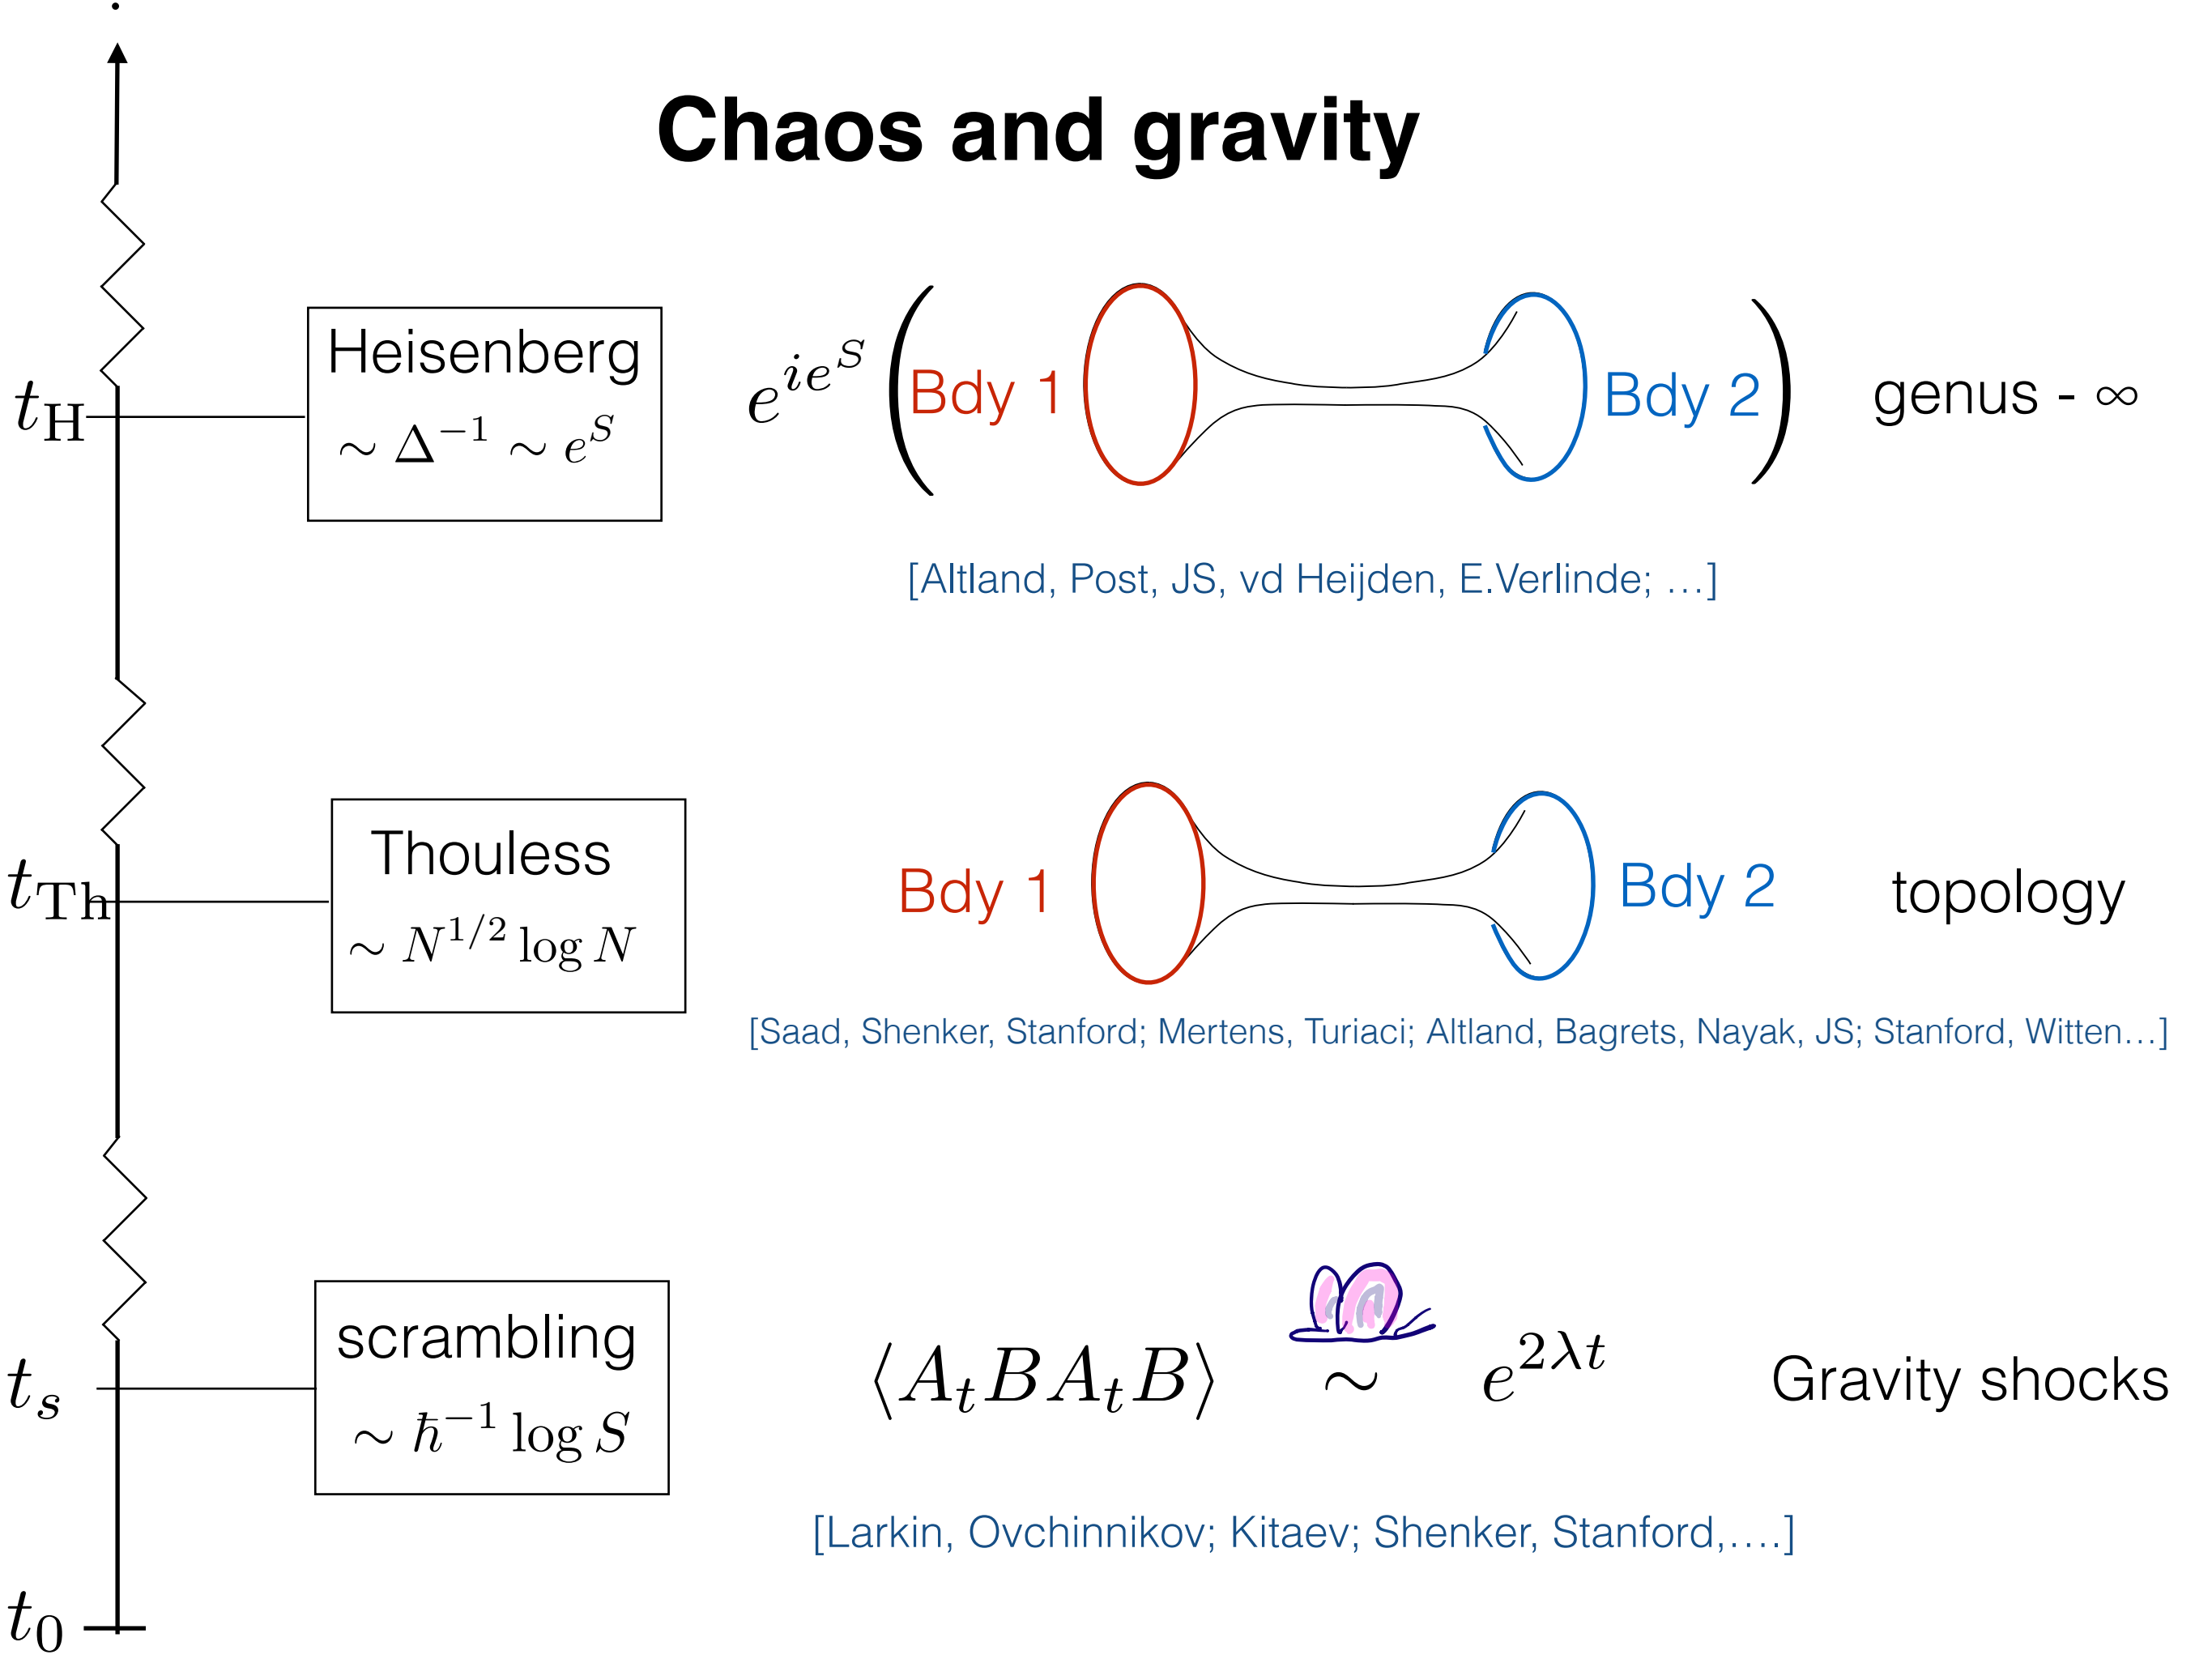 Chaos and gravity
t_H
Heisenberg
∼ Δ^{-1} ∼ e^S
e^{ie^S} ( Bdy 1 Bdy 2 )
genus - ∞
[Altland, Post, JS, vd Heijden, E.Verlinde; …]
t_Th
Thouless
∼ N^{1/2} log N
Bdy 1 Bdy 2
topology
[Saad, Shenker, Stanford; Mertens, Turiaci; Altland, Bagrets, Nayak, JS; Stanford, Witten…]
t_s
scrambling
∼ ħ^{-1} log S
⟨A_t B A_t B⟩ ∼ e^{2λt}
Gravity shocks
[Larkin, Ovchinnikov; Kitaev; Shenker, Stanford,….]
t_0